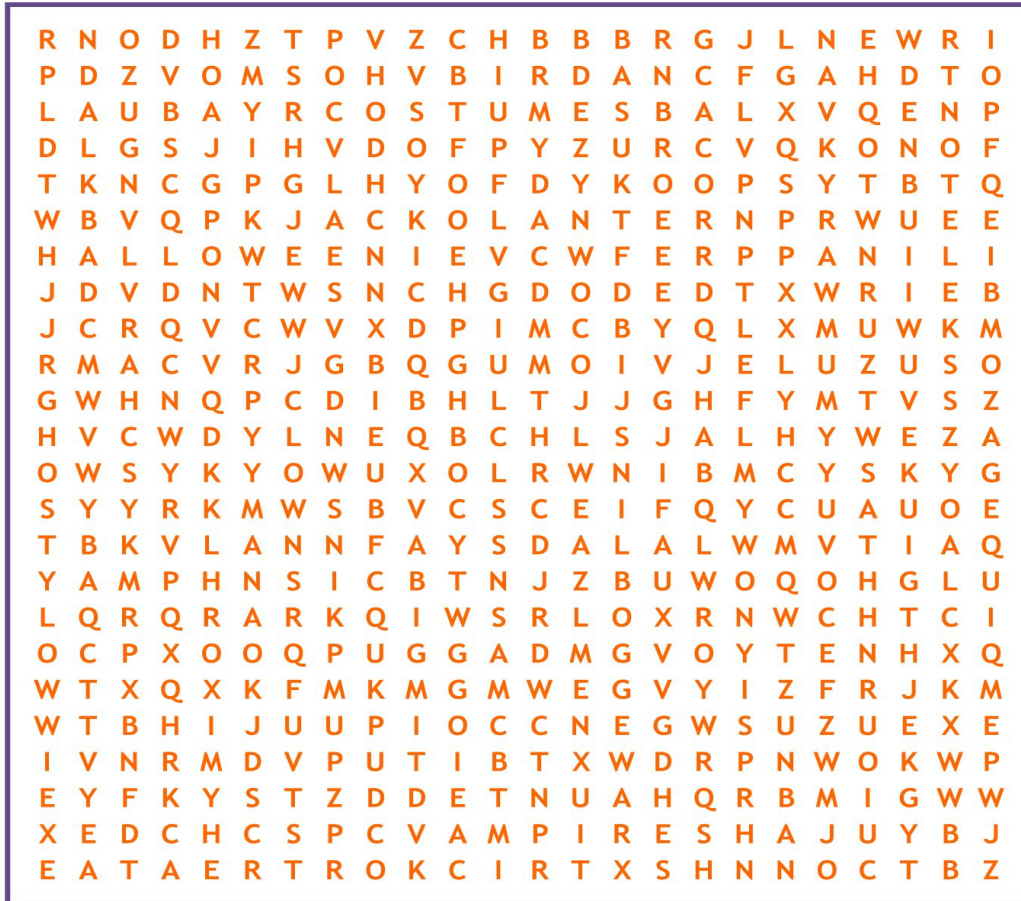 R N O D H Z T P V Z C H B B B R G J L N E W R I
P D Z V O M S O H V B I R D A N C F G A H D T O
L A U B A Y R C O S T U M E S B A L X V Q E N P
D L G S J I H V D O F P Y Z U R C V Q K O N O F
T K N C G P G L H Y O F D Y K O O P S Y T B T Q
W B V Q P K J A C K O L A N T E R N P R W U E E
H A L L O W E E N I E V C W F E R P P A N I L I
J D V D N T W S N C H G D O D E D T X W R I E B
J C R Q V C W V X D P I M C B Y Q L X M U W K M
R M A C V R J G B Q G U M O I V J E L U Z U S O
G W H N Q P C D I B H L T J J G H F Y M T V S Z
H V C W D Y L N E Q B C H L S J A L H Y W E Z A
O W S Y K Y O W U X O L R W N I B M C Y S K Y G
S Y Y R K M W S B V C S C E I F Q Y C U A U O E
T B K V L A N N F A Y S D A L A L W M V T I A Q
Y A M P H N S I C B T N J Z B U W O Q O H G L U
L Q R Q R A R K Q I W S R L O X R N W C H T C I
O C P X O O Q P U G G A D M G V O Y T E N H X Q
W T X Q X K F M K M G M W E G V Y I Z F R J K M
W T B H I J U U P I O C C N E G W S U Z U E X E
I V N R M D V P U T I B T X W D R P N W O K W P
E Y F K Y S T Z D D E T N U A H Q R B M I G W W
X E D C H C S P C V A M P I R E S H A J U Y B J
E A T A E R T R O K C I R T X S H N N O C T B Z